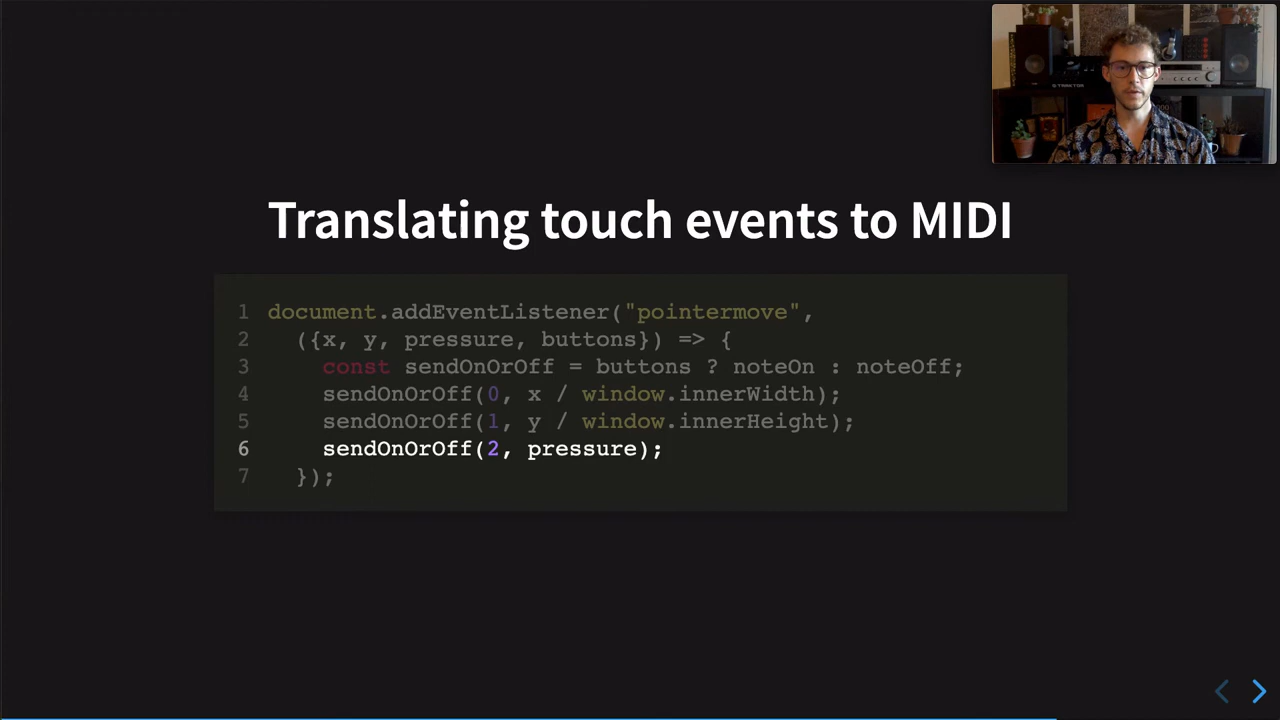 Translating touch events to MIDI
1 document.addEventListener("pointermove",
2 ({x, y, pressure, buttons}) => {
3 const sendOnOrOff = buttons ? noteOn : noteOff;
4 sendOnOrOff(0, x / window.innerWidth);
5 sendOnOrOff(1, y / window.innerHeight);
6 sendOnOrOff(2, pressure);
7 });
TRAKTOR